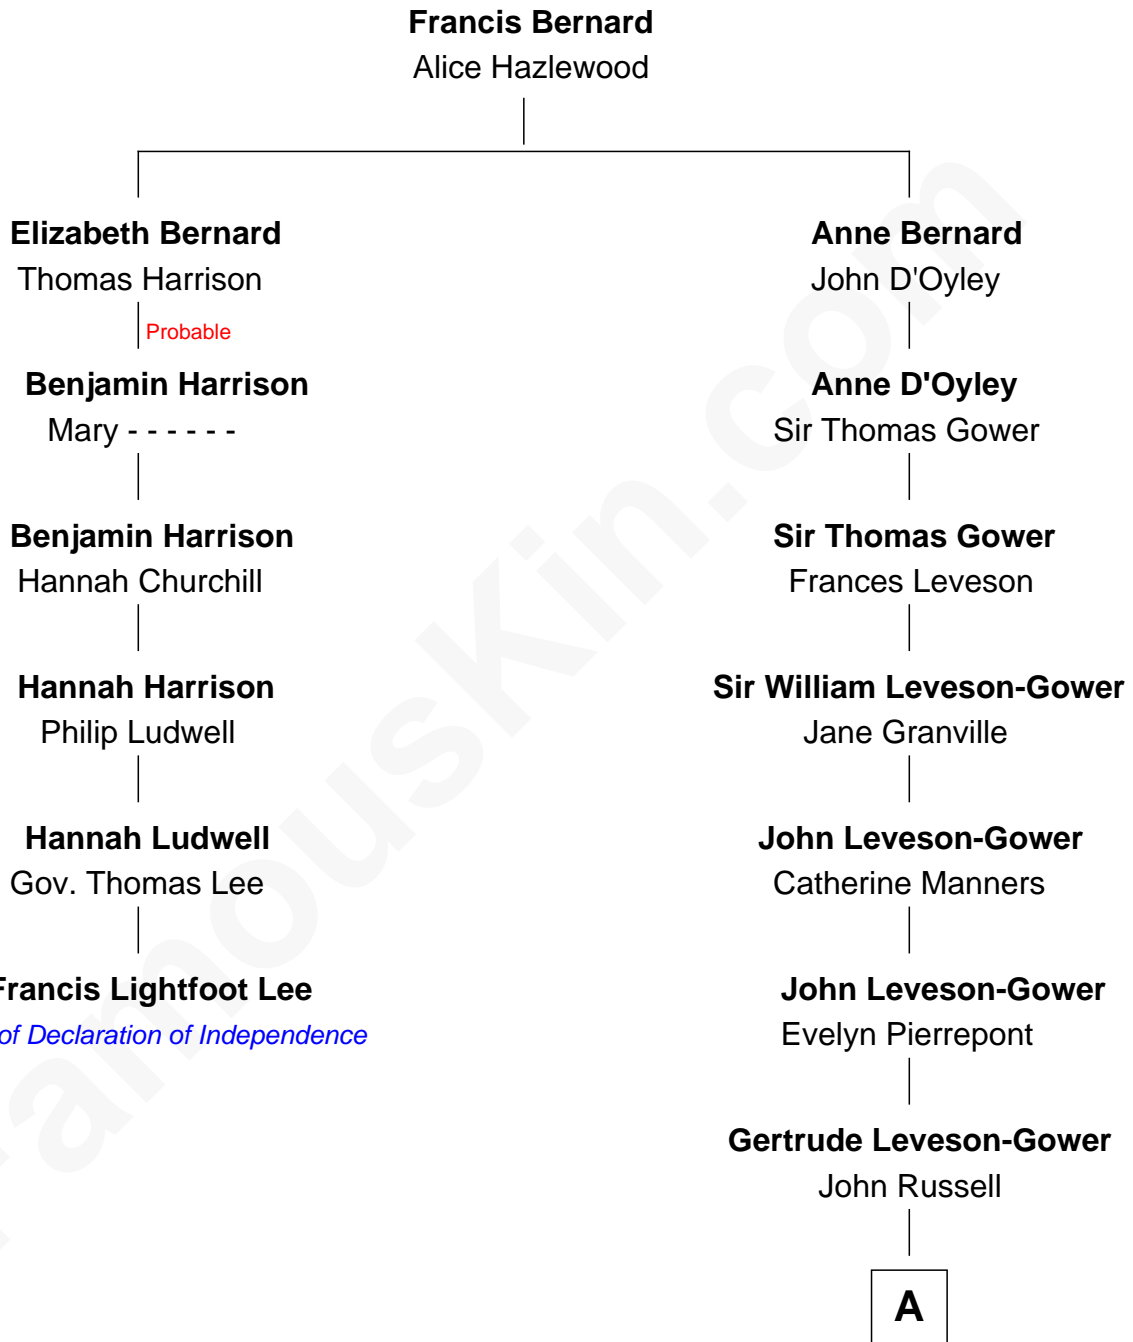 Francis Bernard
Alice Hazlewood
Elizabeth Bernard
Thomas Harrison
Probable
Benjamin Harrison
Mary - - - - - -
Benjamin Harrison
Hannah Churchill
Hannah Harrison
Philip Ludwell
Hannah Ludwell
Gov. Thomas Lee
Francis Lightfoot Lee
of Declaration of Independence
Anne Bernard
John D'Oyley
Anne D'Oyley
Sir Thomas Gower
Sir Thomas Gower
Frances Leveson
Sir William Leveson-Gower
Jane Granville
John Leveson-Gower
Catherine Manners
John Leveson-Gower
Evelyn Pierrepont
Gertrude Leveson-Gower
John Russell
A
FamousKin.com